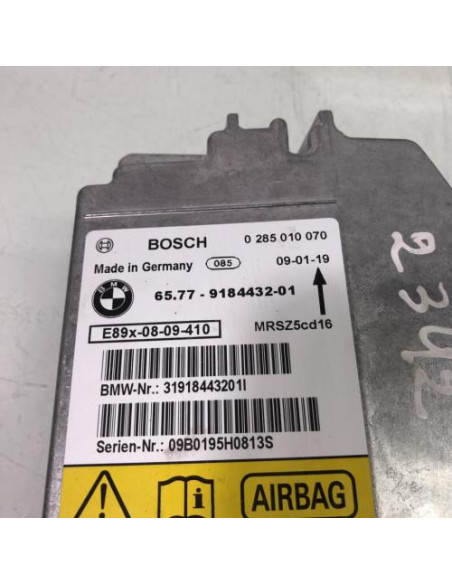 BOSCH 0 285 010 070
Made in Germany 085 09-01-19
BMW 65.77 - 9184432-01
E89x-08-09-410 MRSZ5cd16
BMW-Nr.: 31918443201I
Serien-Nr.: 09B0195H0813S
AIRBAG
2342